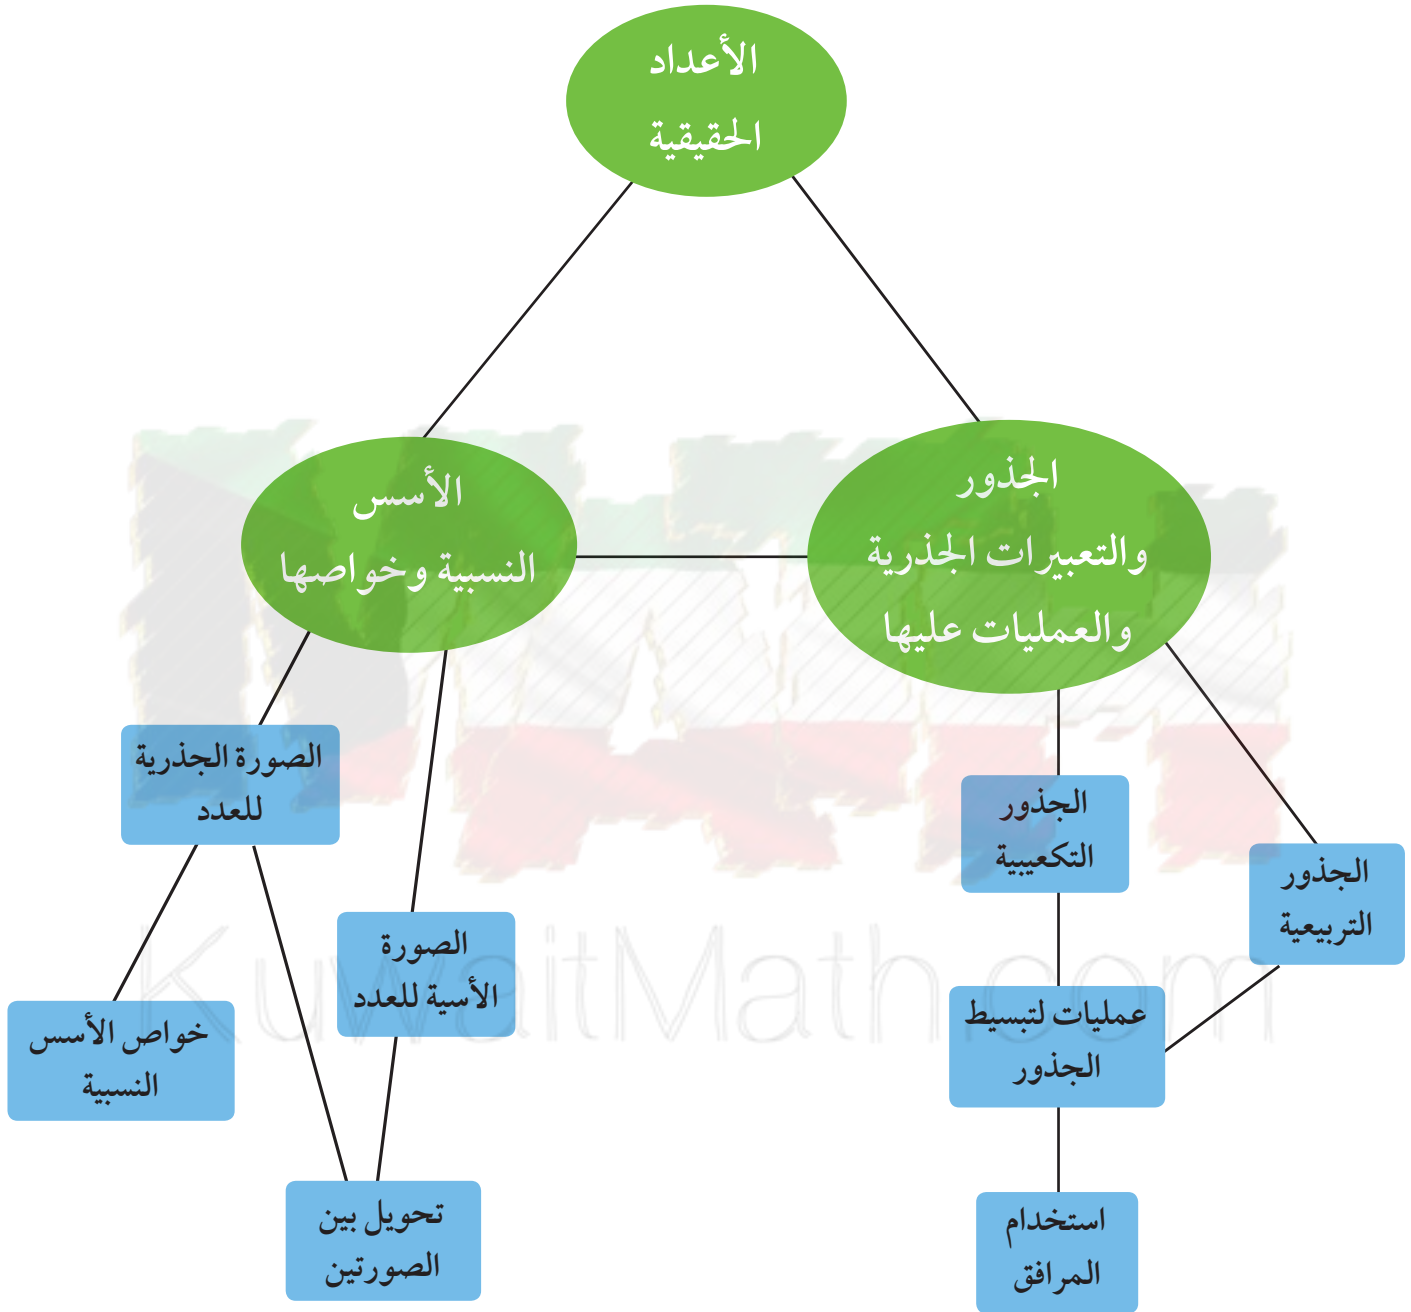 الأعداد
الحقيقية
الجذور
والتعبيرات الجذرية
والعمليات عليها
الأسس
النسبية وخواصها
الجذور
التكعيبية
الجذور
التربيعية
عمليات لتبسيط
الجذور
استخدام
المرافق
الصورة الجذرية
للعدد
الصورة
الأسية للعدد
خواص الأسس
النسبية
تحويل بين
الصورتين
KuwaitMath.com